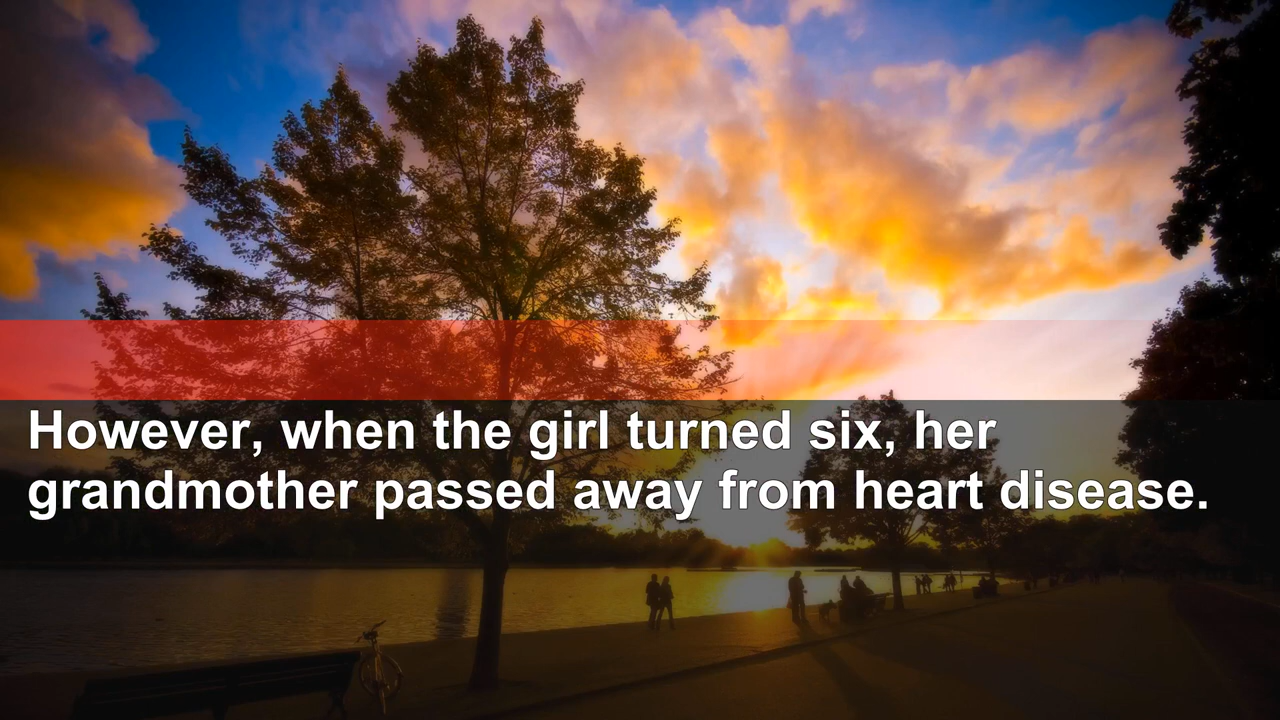 However, when the girl turned six, her
grandmother passed away from heart disease.